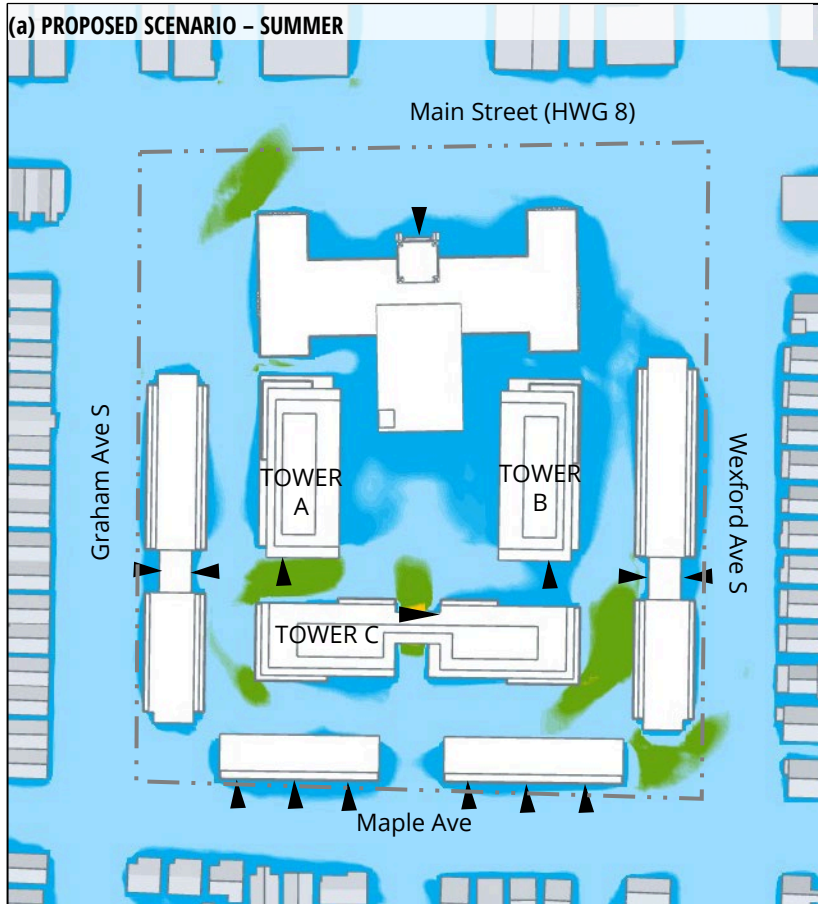 (a) PROPOSED SCENARIO – SUMMER
Main Street (HWG 8)
Graham Ave S
TOWER
A
TOWER
B
Wexford Ave S
TOWER C
Maple Ave